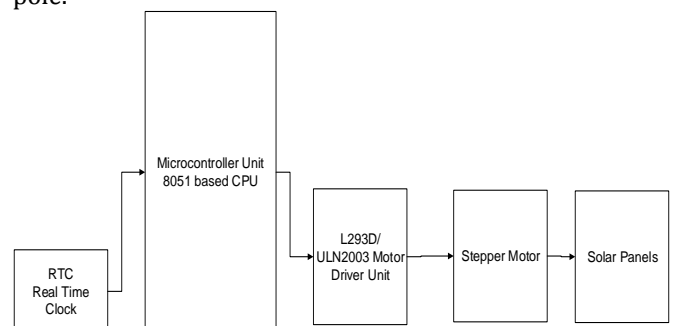 pole.
Microcontroller Unit
8051 based CPU
L293D/
ULN2003 Motor
Driver Unit
Stepper Motor
Solar Panels
RTC
Real Time
Clock